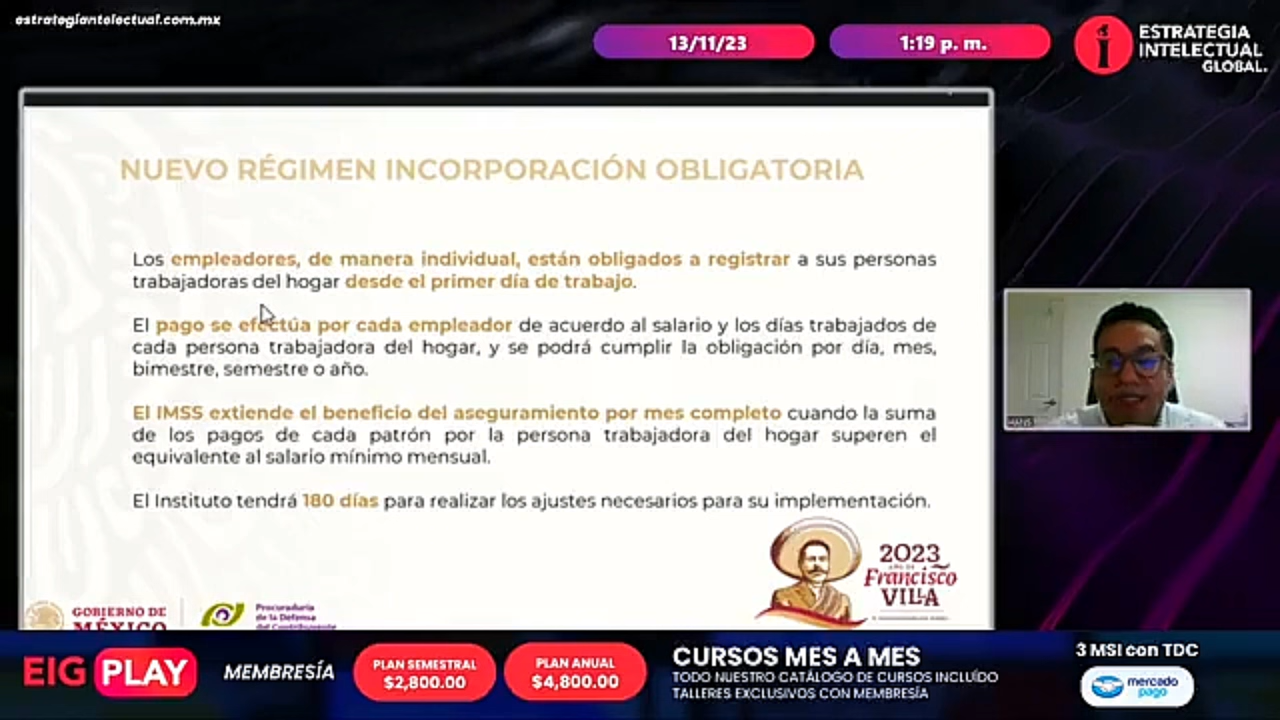 estrategiaintelectual.com.mx
13/11/23
1:19 p. m.
ESTRATEGIA
INTELECTUAL
GLOBAL.
NUEVO RÉGIMEN INCORPORACIÓN OBLIGATORIA
Los empleadores, de manera individual, están obligados a registrar a sus personas
trabajadoras del hogar desde el primer día de trabajo.
El pago se efectúa por cada empleador de acuerdo al salario y los días trabajados de
cada persona trabajadora del hogar, y se podrá cumplir la obligación por día, mes,
bimestre, semestre o año.
El IMSS extiende el beneficio del aseguramiento por mes completo cuando la suma
de los pagos de cada patrón por la persona trabajadora del hogar superen el
equivalente al salario mínimo mensual.
El Instituto tendrá 180 días para realizar los ajustes necesarios para su implementación.
2023
AÑO DE
Francisco
VILLA
GOBIERNO DE
MÉXICO
Procuraduría
de la Defensa
del Contribuyente
EIG PLAY
MEMBRESÍA
PLAN SEMESTRAL
$2,800.00
PLAN ANUAL
$4,800.00
CURSOS MES A MES
TODO NUESTRO CATÁLOGO DE CURSOS INCLUÍDO
TALLERES EXCLUSIVOS CON MEMBRESÍA
3 MSI con TDC
mercado
pago